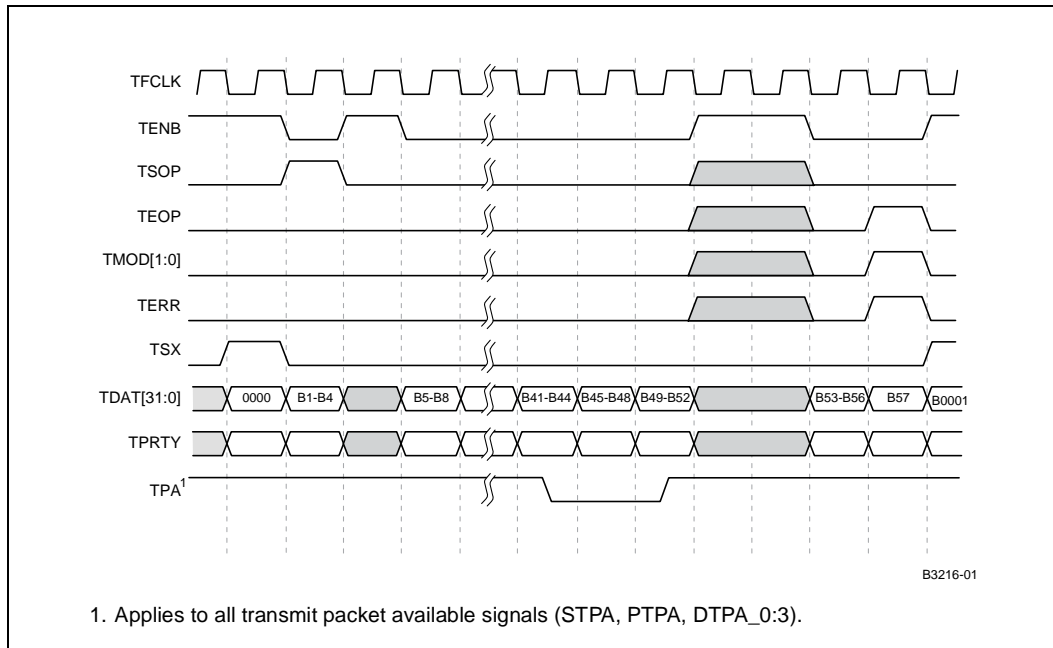 TFCLK
TENB
TSOP
TEOP
TMOD[1:0]
TERR
TSX
TDAT[31:0] 0000 B1-B4 B5-B8 B41-B44 B45-B48 B49-B52 B53-B56 B57 B0001
TPRTY
TPA1
B3216-01
1. Applies to all transmit packet available signals (STPA, PTPA, DTPA_0:3).